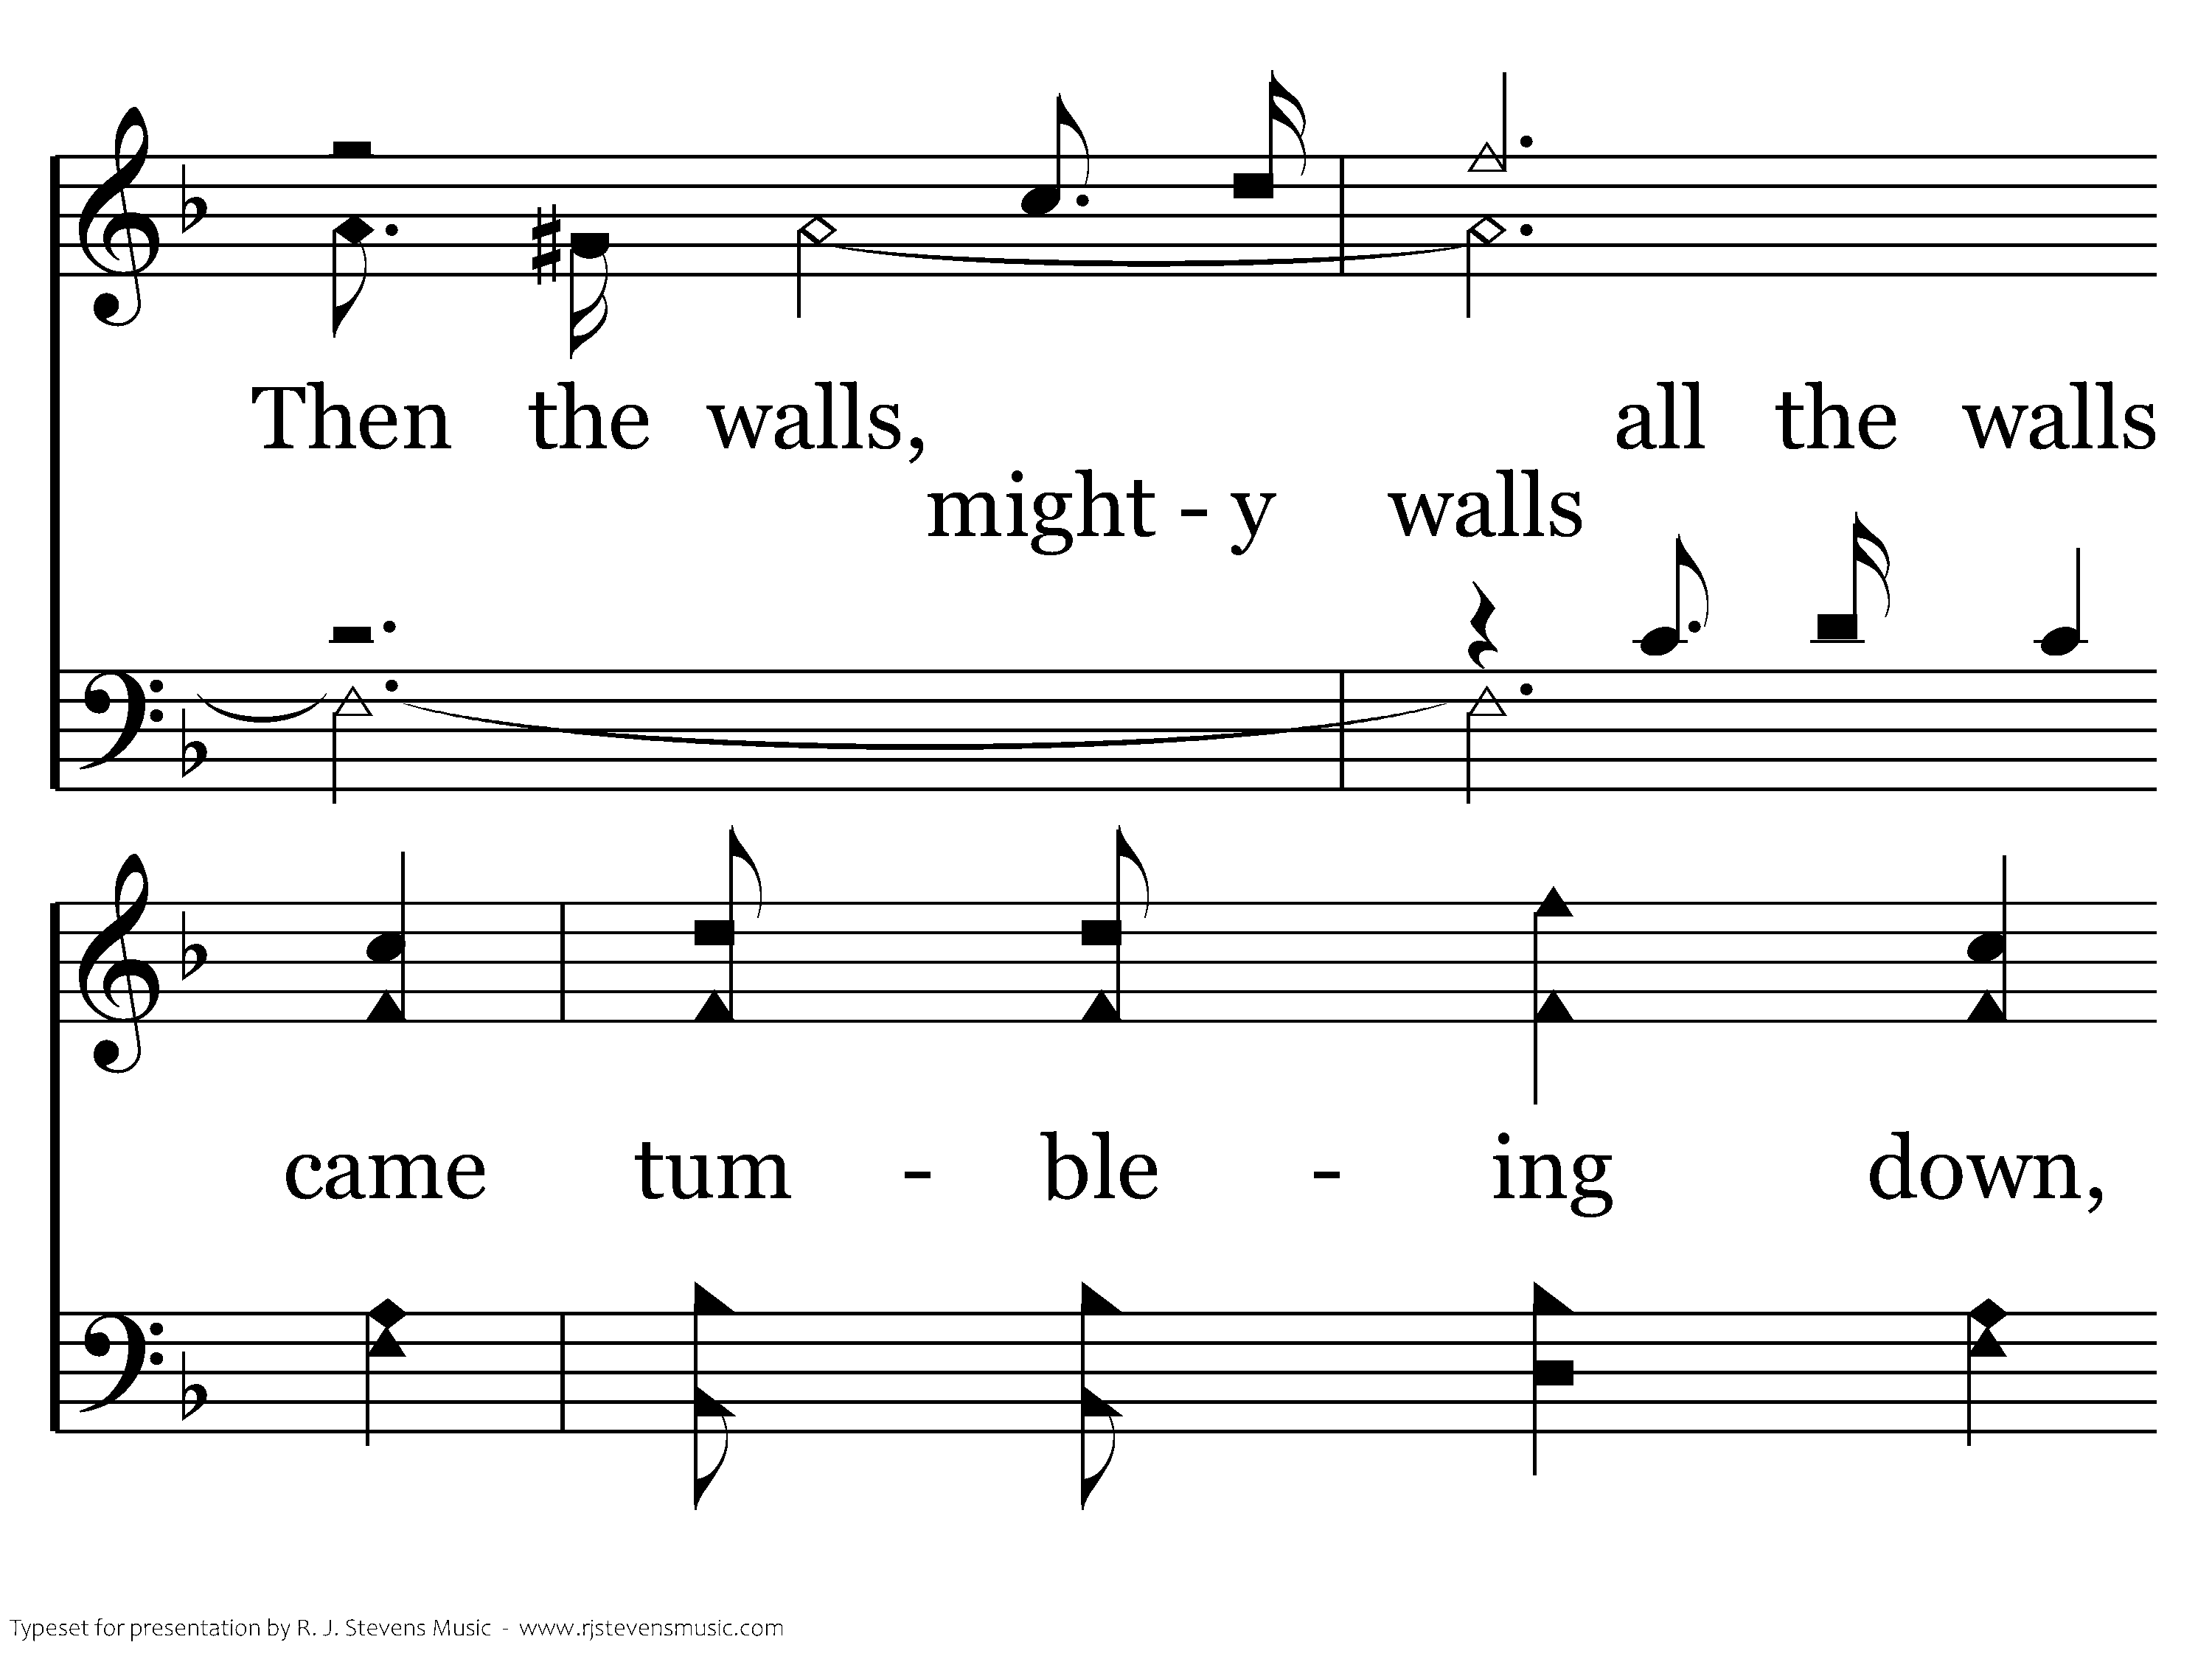 Then the walls, all the walls
might - y walls
came tum - ble - ing down,
Typeset for presentation by R. J. Stevens Music - www.rjstevensmusic.com